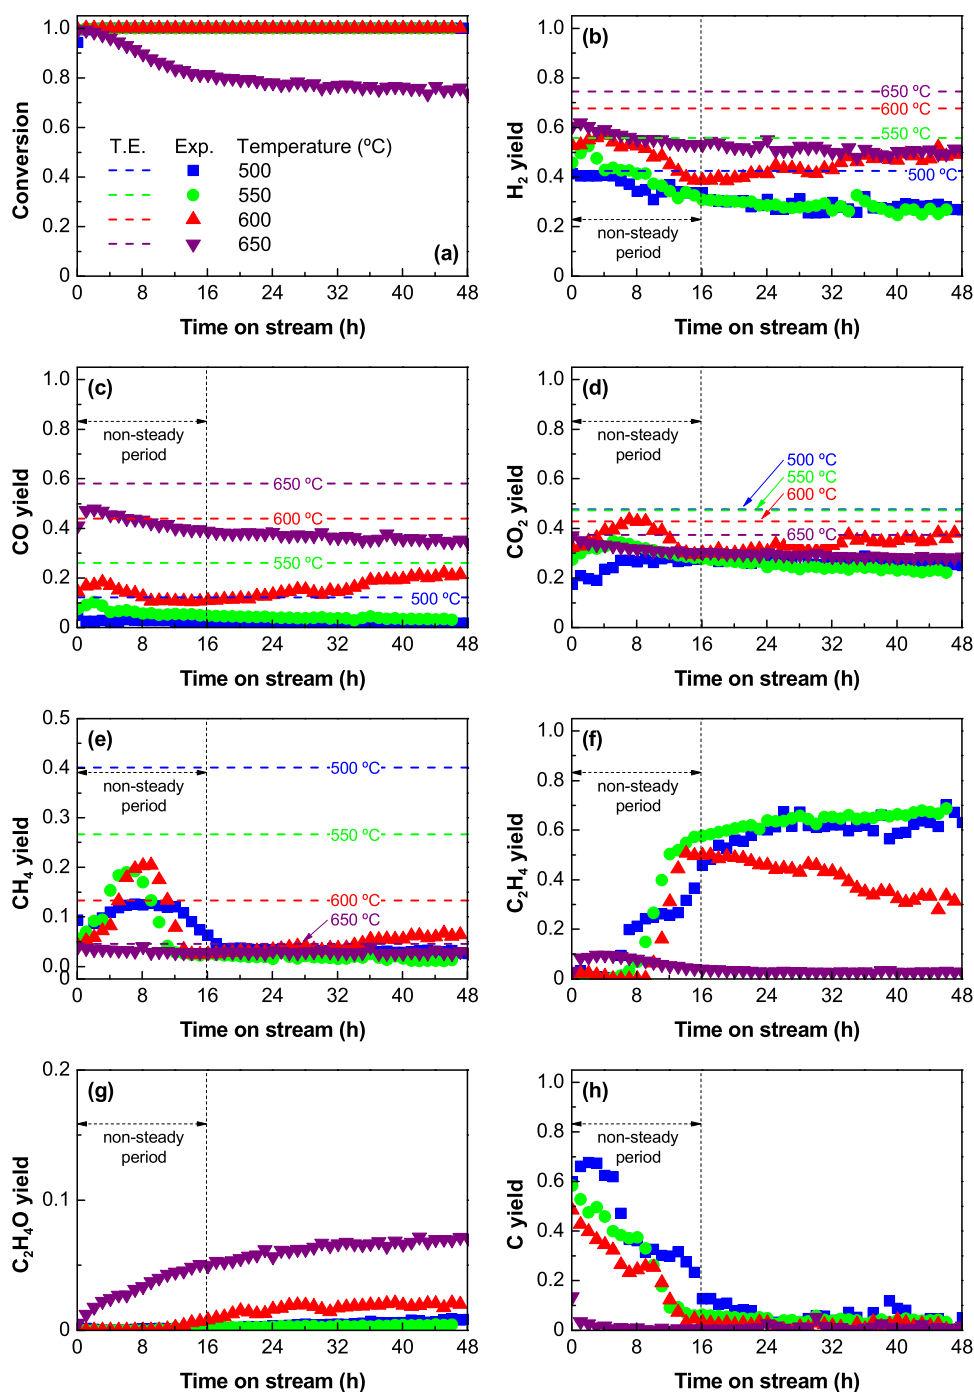 1.0
0.8
0.6
0.4
0.2
0
Conversion
T.E. Exp. Temperature (ºC)
500
550
600
650
(a)
0 8 16 24 32 40 48
Time on stream (h)
(b)
1.0
0.8
0.6
0.4
0.2
0
H2 yield
650 ºC
600 ºC
550 ºC
500 ºC
non-steady
period
0 8 16 24 32 40 48
Time on stream (h)
(c)
1.0
0.8
0.6
0.4
0.2
0
CO yield
non-steady
period
650 ºC
600 ºC
550 ºC
500 ºC
0 8 16 24 32 40 48
Time on stream (h)
(d)
1.0
0.8
0.6
0.4
0.2
0
CO2 yield
non-steady
period
500 ºC
550 ºC
600 ºC
650 ºC
0 8 16 24 32 40 48
Time on stream (h)
(e)
0.5
0.4
0.3
0.2
0.1
0.0
CH4 yield
500 ºC
non-steady
period
550 ºC
600 ºC
650 ºC
0 8 16 24 32 40 48
Time on stream (h)
(f)
1.0
0.8
0.6
0.4
0.2
0
C2H4 yield
non-steady
period
0 8 16 24 32 40 48
Time on stream (h)
(g)
0.2
0.1
0
C2H4O yield
non-steady
period
0 8 16 24 32 40 48
Time on stream (h)
(h)
1.0
0.8
0.6
0.4
0.2
0
C yield
non-steady
period
0 8 16 24 32 40 48
Time on stream (h)